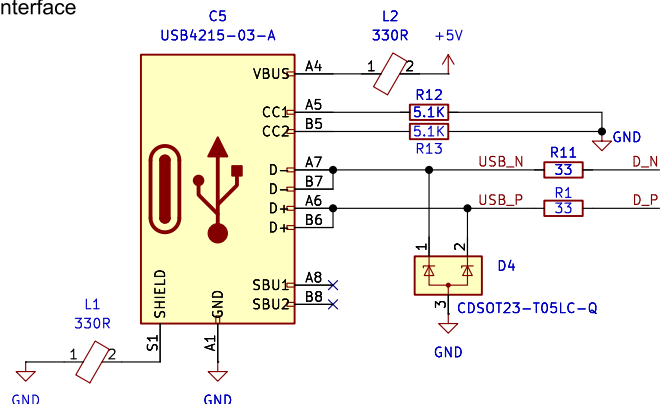 nterface
C5
USB4215-03-A
L2
330R
+5V
VBUS A4
1 2
R12
CC1 A5 5.1K
CC2 B5 5.1K
GND
R13
R11
D- A7 USB_N 33 D_N
D- B7
R1
D+ A6 USB_P 33 D_P
D+ B6
1 2
D4
SBU1 A8
SBU2 B8
3 CDSOT23-T05LC-Q
SHIELD GND
L1
330R
S1 A1
GND
1 2
GND GND